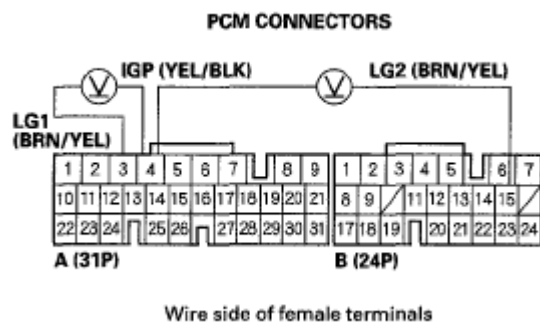 PCM CONNECTORS
IGP (YEL/BLK)
LG2 (BRN/YEL)
V
V
LG1
(BRN/YEL)
1 2 3 4 5 6 7 8 9
1 2 3 4 5 6 7
10 11 12 13 14 15 16 17 18 19 20 21
8 9 11 12 13 14 15
22 23 24 25 26 27 28 29 30 31
17 18 19 20 21 22 23 24
A (31P)
B (24P)
Wire side of female terminals